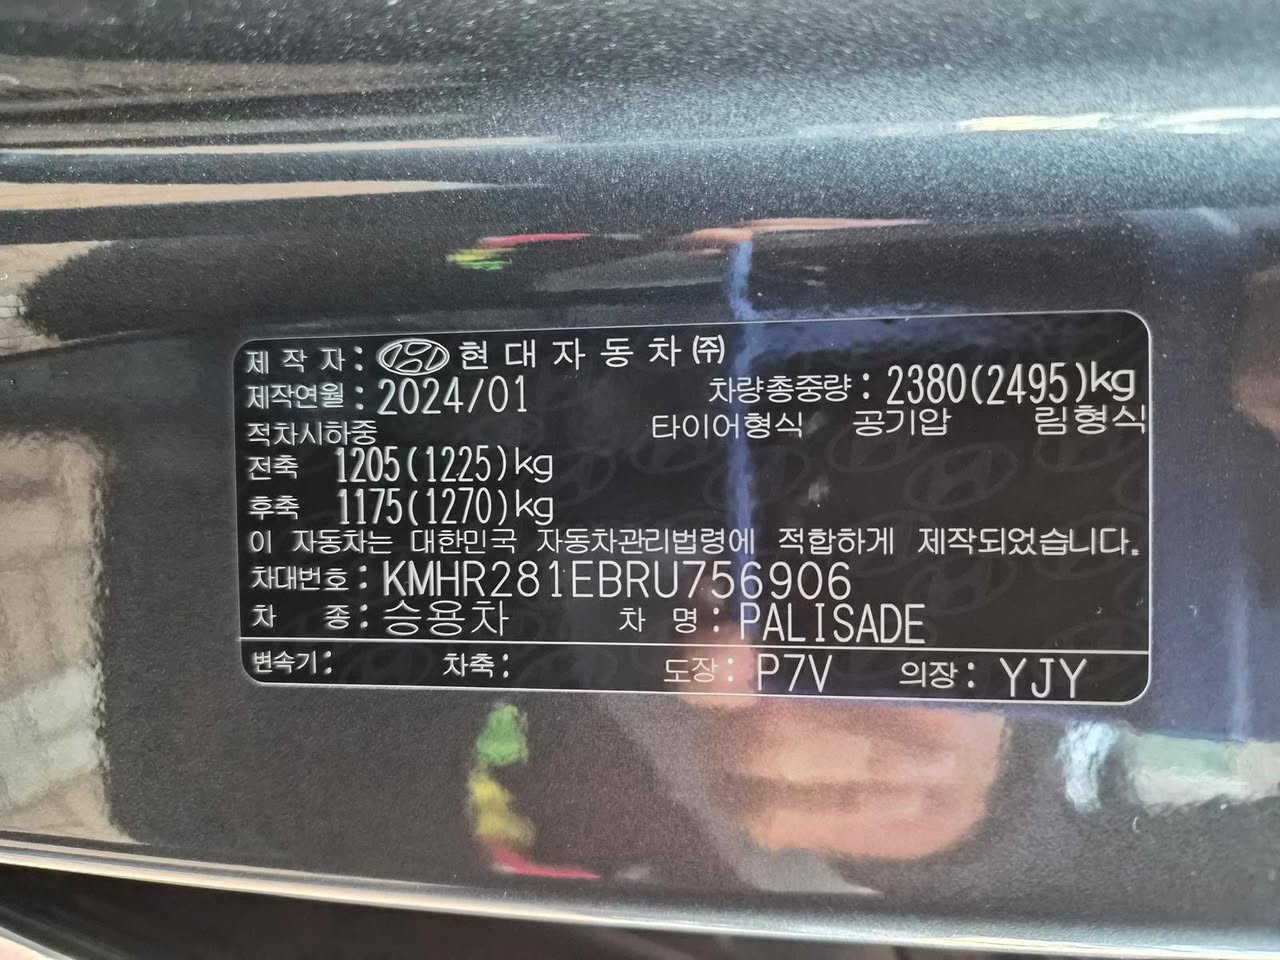 제 작 자 : 현 대 자 동 차 ㈜
제작연월 : 2024/01 차량총중량 : 2380(2495)kg
적차시하중 타이어형식 공기압 림형식
전축 1205(1225)kg
후축 1175(1270)kg
이 자동차는 대한민국 자동차관리법령에 적합하게 제작되었습니다.
차대번호 : KMHR281EBRU756906
차 종 : 승용차 차 명 : PALISADE
변속기 : 차축 : 도장 : P7V 의장 : YJY